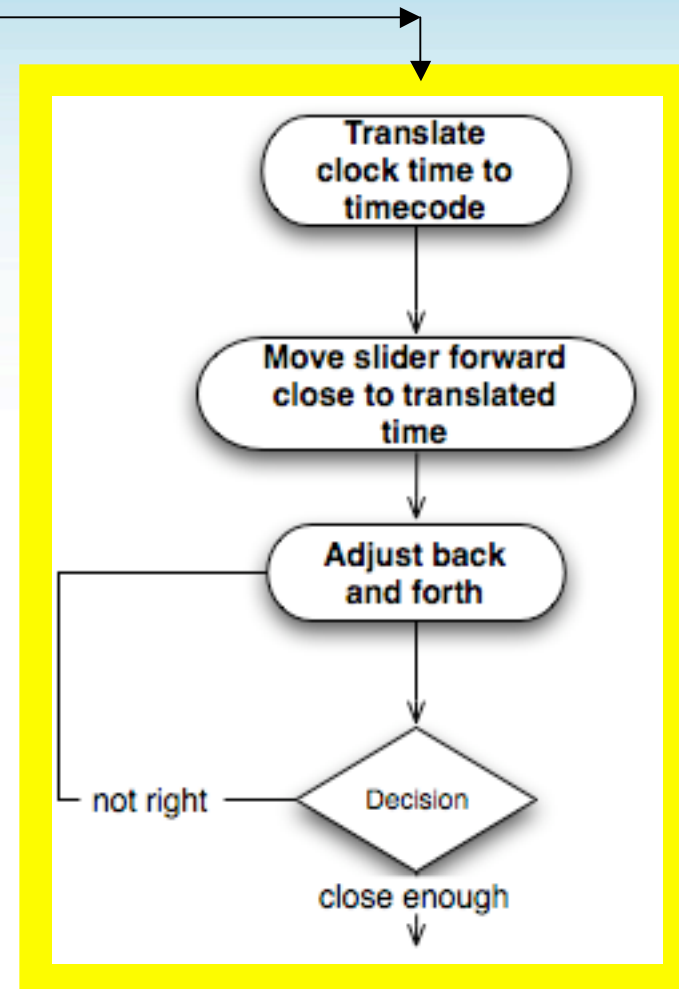 Translate
clock time to
timecode
Move slider forward
close to translated
time
Adjust back
and forth
not right
Decision
close enough